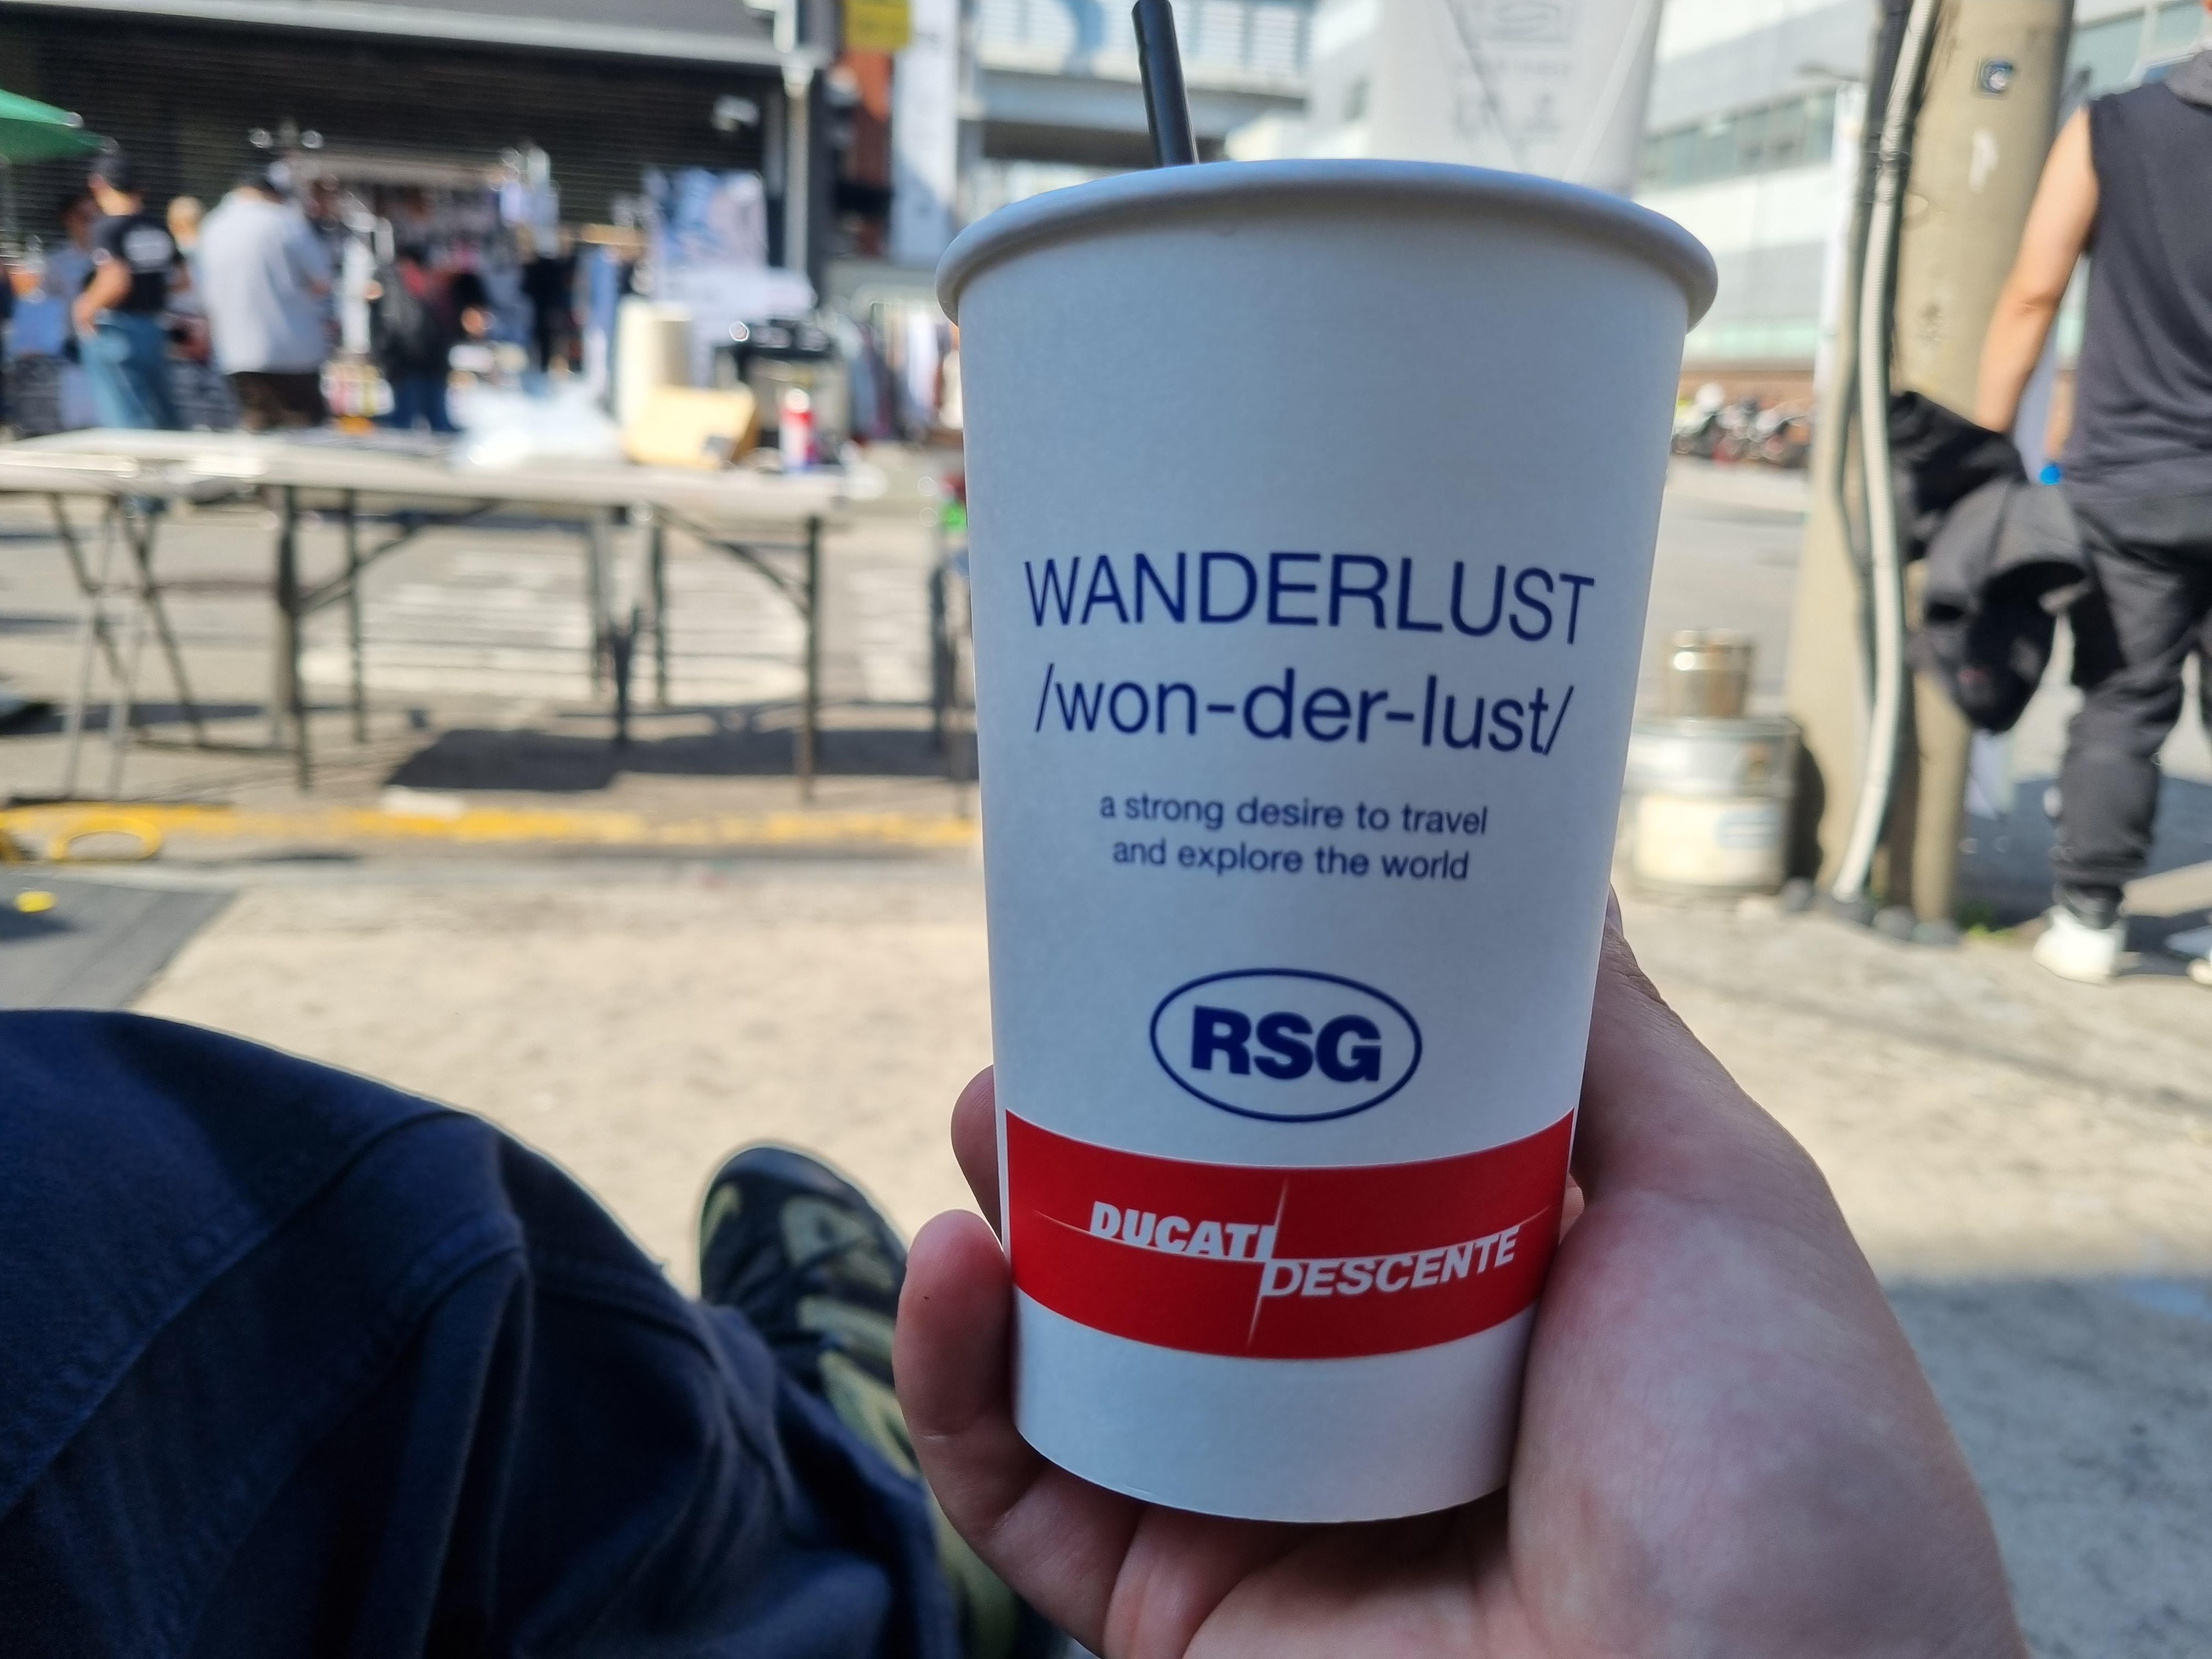 WANDERLUST
/won-der-lust/
a strong desire to travel
and explore the world
RSG
DUCATI
DESCENTE